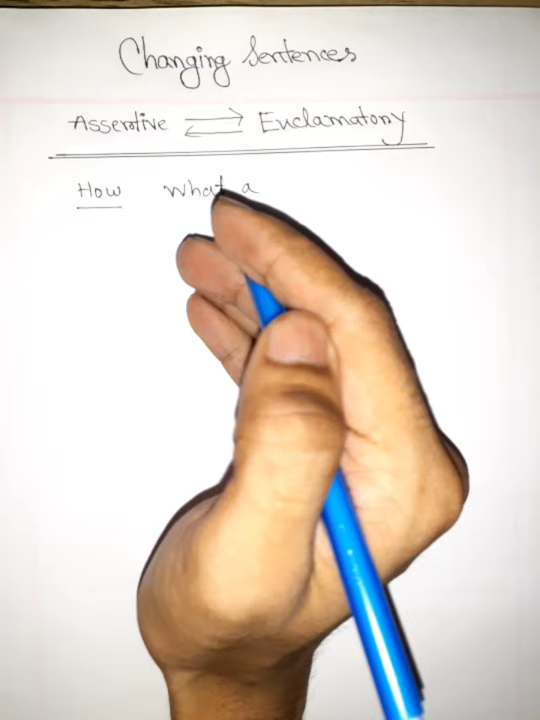 Changing Sentences
Assertive ⇌ Exclamatory
How What a